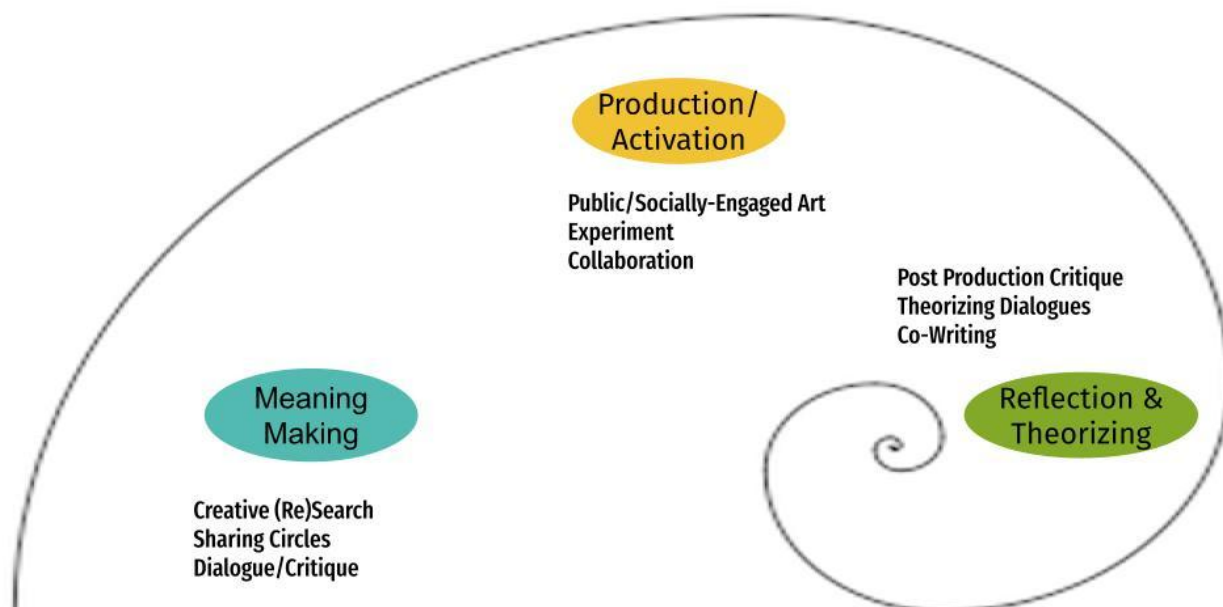 Production/
Activation
Public/Socially-Engaged Art
Experiment
Collaboration
Post Production Critique
Theorizing Dialogues
Co-Writing
Meaning
Making
Reflection &
Theorizing
Creative (Re)Search
Sharing Circles
Dialogue/Critique